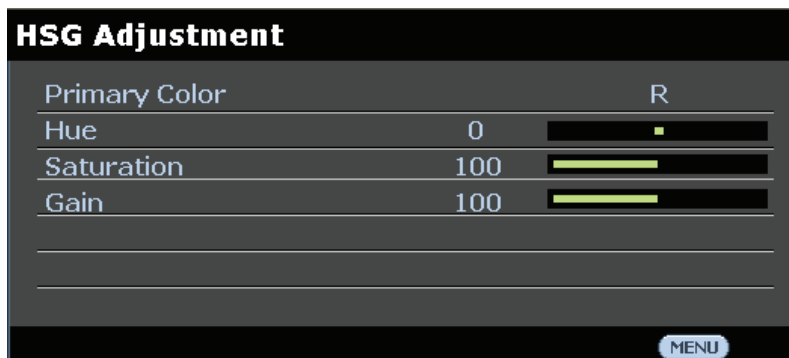 HSG Adjustment
Primary Color R
Hue 0
Saturation 100
Gain 100
MENU